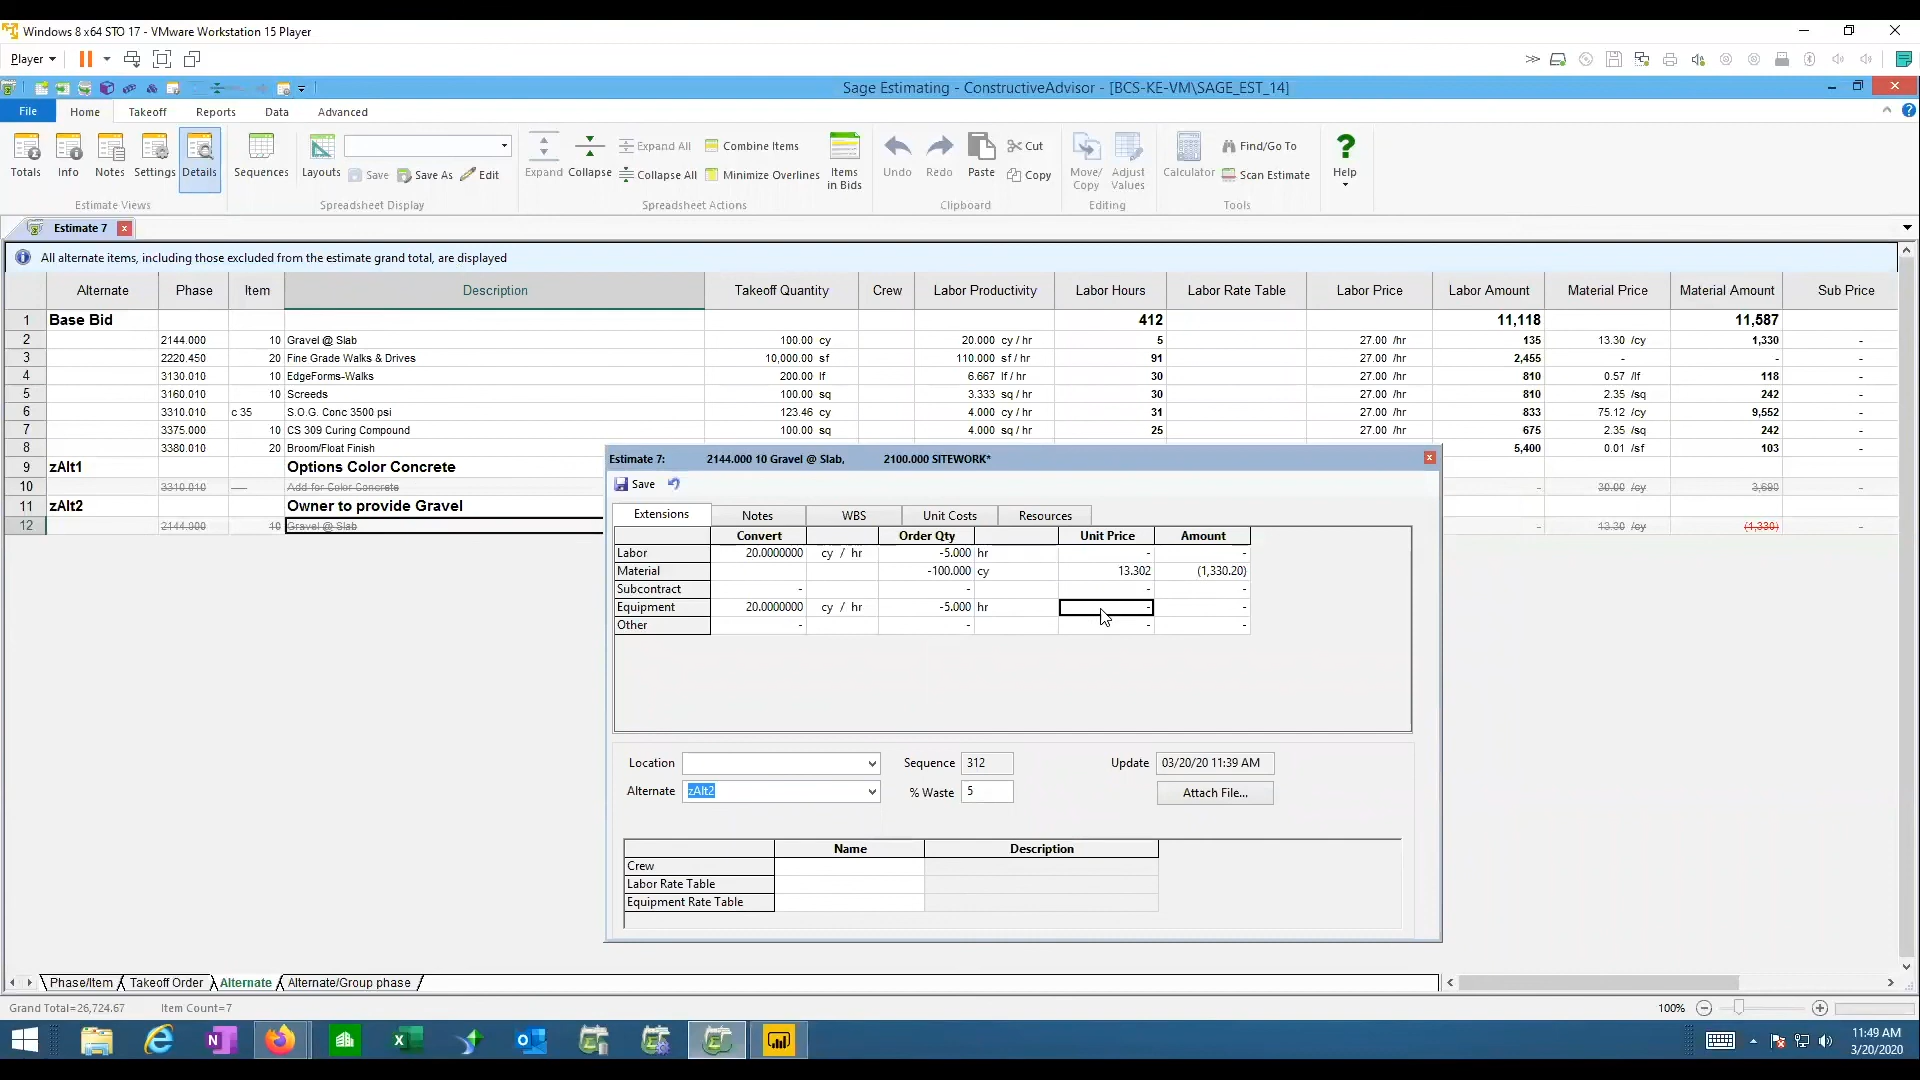 Windows 8 x64 STO 17 - VMware Workstation 15 Player
Player
Sage Estimating - ConstructiveAdvisor - [BCS-KE-VM\SAGE_EST_14]
File Home Takeoff Reports Data Advanced
Totals Info Notes Settings Details Sequences Layouts Save Save As Edit
Expand Collapse Expand All Collapse All Combine Items Minimize Overlines Items in Bids
Undo Redo Paste Cut Copy Move/ Copy Adjust Values Calculator Find/Go To Scan Estimate Help
Estimate Views Spreadsheet Display Spreadsheet Actions Clipboard Editing Tools
Estimate 7
All alternate items, including those excluded from the estimate grand total, are displayed
Alternate Phase Item Description Takeoff Quantity Crew Labor Productivity Labor Hours Labor Rate Table Labor Price Labor Amount Material Price Material Amount Sub Price
1 Base Bid 412 11,118 11,587
2 2144.000 10 Gravel @ Slab 100.00 cy 20.000 cy / hr 5 27.00 /hr 135 13.30 /cy 1,330 -
3 2220.450 20 Fine Grade Walks & Drives 10,000.00 sf 110.000 sf / hr 91 27.00 /hr 2,455 - - -
4 3130.010 10 EdgeForms-Walks 200.00 lf 6.667 lf / hr 30 27.00 /hr 810 0.57 /lf 118 -
5 3160.010 10 Screeds 100.00 sq 3.333 sq / hr 30 27.00 /hr 810 2.35 /sq 242 -
6 3310.010 c 35 S.O.G. Conc 3500 psi 123.46 cy 4.000 cy / hr 31 27.00 /hr 833 75.12 /cy 9,552 -
7 3375.000 10 CS 309 Curing Compound 100.00 sq 4.000 sq / hr 25 27.00 /hr 675 2.35 /sq 242 -
8 3380.010 20 Broom/Float Finish 5,400 0.01 /sf 103 -
9 zAlt1 Options Color Concrete
10 3310.010 Add for Color Concrete - 30.00 /cy 3,690 -
11 zAlt2 Owner to provide Gravel
12 2144.000 10 Gravel @ Slab - 13.30 /cy (1,330) -
Estimate 7: 2144.000 10 Gravel @ Slab, 2100.000 SITEWORK*
Save
Extensions Notes WBS Unit Costs Resources
Convert Order Qty Unit Price Amount
Labor 20.0000000 cy / hr -5.000 hr - -
Material -100.000 cy 13.302 (1,330.20)
Subcontract - - - -
Equipment 20.0000000 cy / hr -5.000 hr - -
Other - - - -
Location Sequence 312 Update 03/20/20 11:39 AM
Alternate zAlt2 % Waste 5 Attach File...
Name Description
Crew
Labor Rate Table
Equipment Rate Table
Phase/Item Takeoff Order Alternate Alternate/Group phase
Grand Total=26,724.67 Item Count=7 100%
11:49 AM
3/20/2020